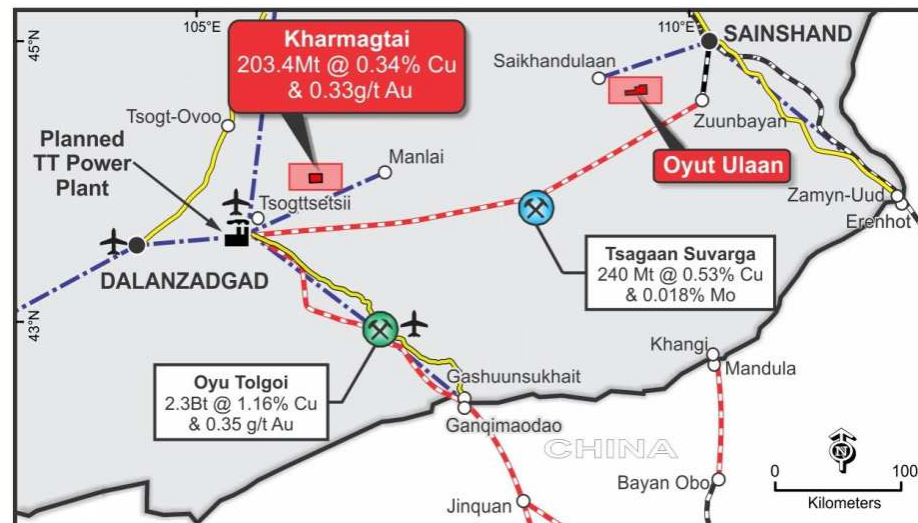 105°E
110°E
45°N
43°N
Kharmagtai
203.4Mt @ 0.34% Cu
& 0.33g/t Au
SAINSHAND
Saikhandulaan
Tsogt-Ovoo
Zuunbayan
Planned
TT Power
Plant
Manlai
Oyut Ulaan
Tsogttsetsii
Zamyn-Uud
Erenhot
DALANZADGAD
Tsagaan Suvarga
240 Mt @ 0.53% Cu
& 0.018% Mo
Oyu Tolgoi
2.3Bt @ 1.16% Cu
& 0.35 g/t Au
Khangi
Mandula
Gashuunsukhait
Ganqimaodao
CHINA
N
Bayan Obo
Jinquan
0
100
Kilometers